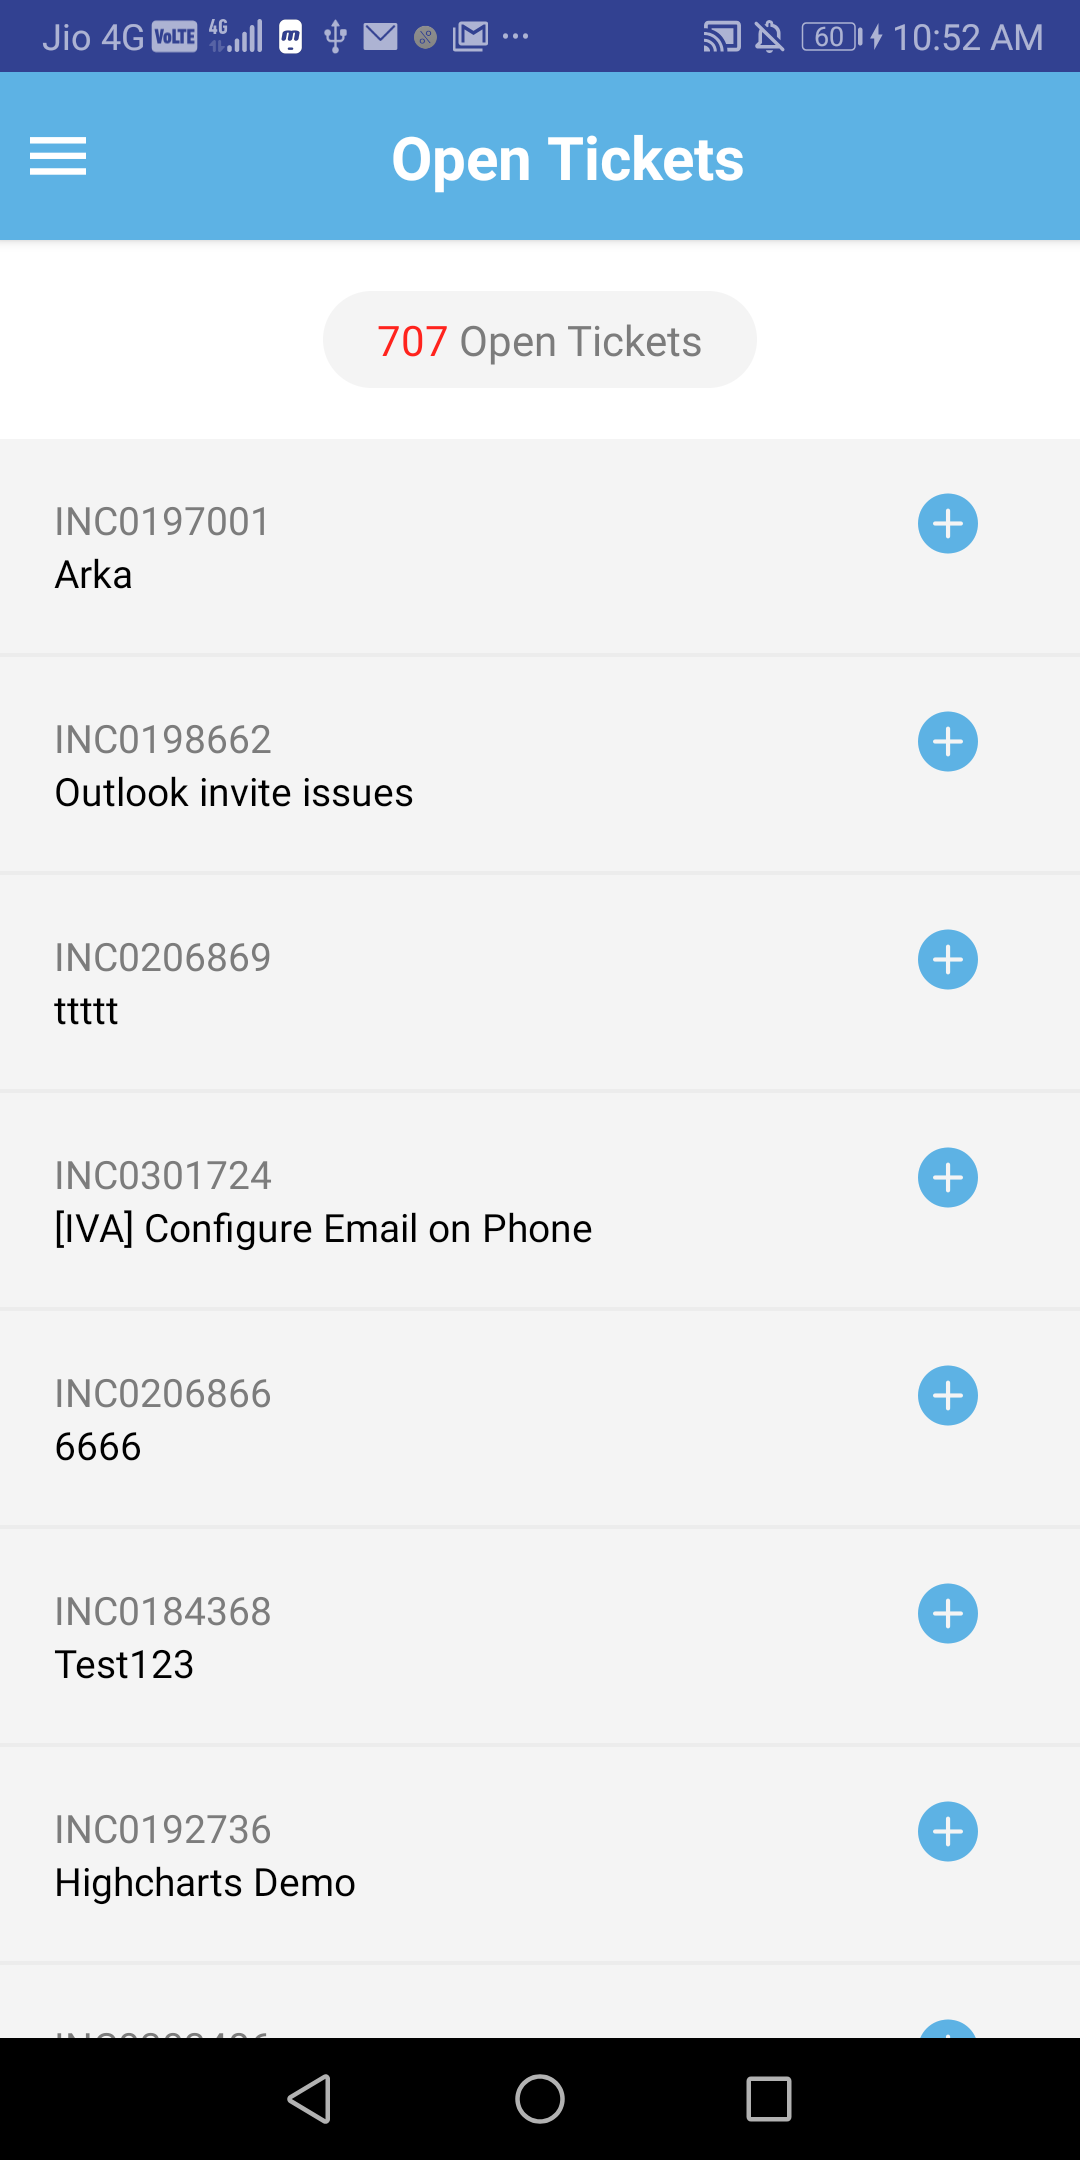 Jio 4G VoLTE 4G m 60 10:52 AM
Open Tickets
707 Open Tickets
INC0197001
Arka
INC0198662
Outlook invite issues
INC0206869
ttttt
INC0301724
[IVA] Configure Email on Phone
INC0206866
6666
INC0184368
Test123
INC0192736
Highcharts Demo